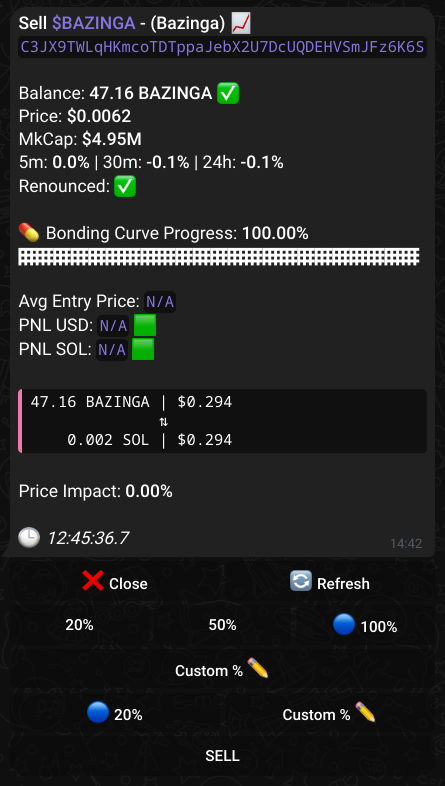 Sell $BAZINGA - (Bazinga) 📈
C3JX9TWLqHKmcoTDTppaJebX2U7DcUQDEHVSmJFz6K6S
Balance: 47.16 BAZINGA ✅
Price: $0.0062
MkCap: $4.95M
5m: 0.0% | 30m: -0.1% | 24h: -0.1%
Renounced: ✅
💊 Bonding Curve Progress: 100.00%
Avg Entry Price: N/A
PNL USD: N/A 🟩
PNL SOL: N/A 🟩
47.16 BAZINGA | $0.294
⇅
0.002 SOL | $0.294
Price Impact: 0.00%
🕒 12:45:36.7
14:42
❌ Close 🔄 Refresh
20% 50% 🔵 100%
Custom % ✏️
🔵 20% Custom % ✏️
SELL